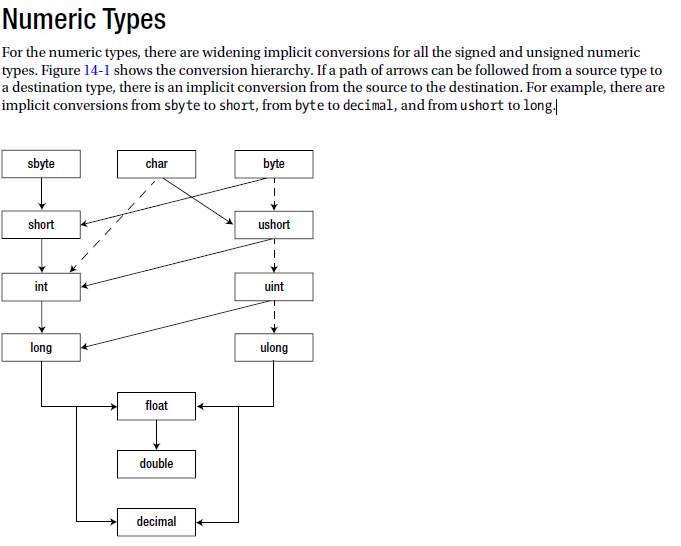 Numeric Types
For the numeric types, there are widening implicit conversions for all the signed and unsigned numeric
types. Figure 14-1 shows the conversion hierarchy. If a path of arrows can be followed from a source type to
a destination type, there is an implicit conversion from the source to the destination. For example, there are
implicit conversions from sbyte to short, from byte to decimal, and from ushort to long.
sbyte
char
byte
short
ushort
int
uint
long
ulong
float
double
decimal